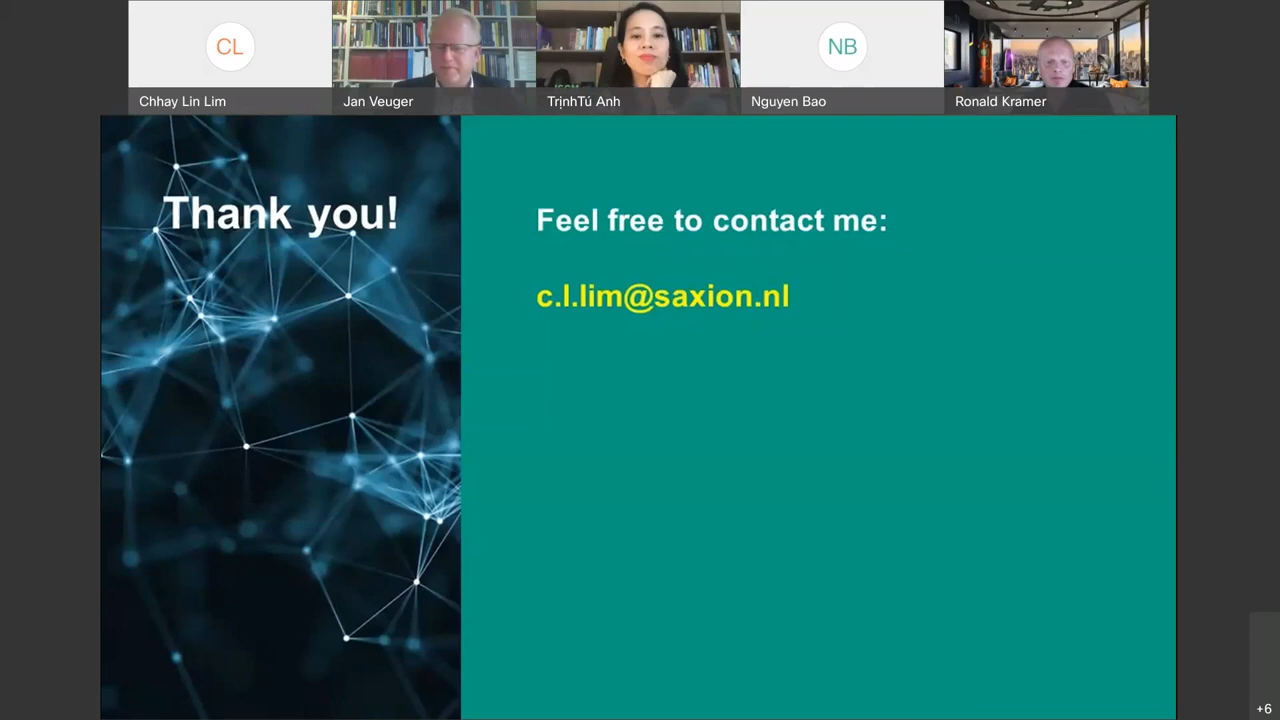 CL
NB
Chhay Lin Lim
Jan Veuger
TrịnhTú Anh
Nguyen Bao
Ronald Kramer
Thank you!
Feel free to contact me:
c.l.lim@saxion.nl
+6